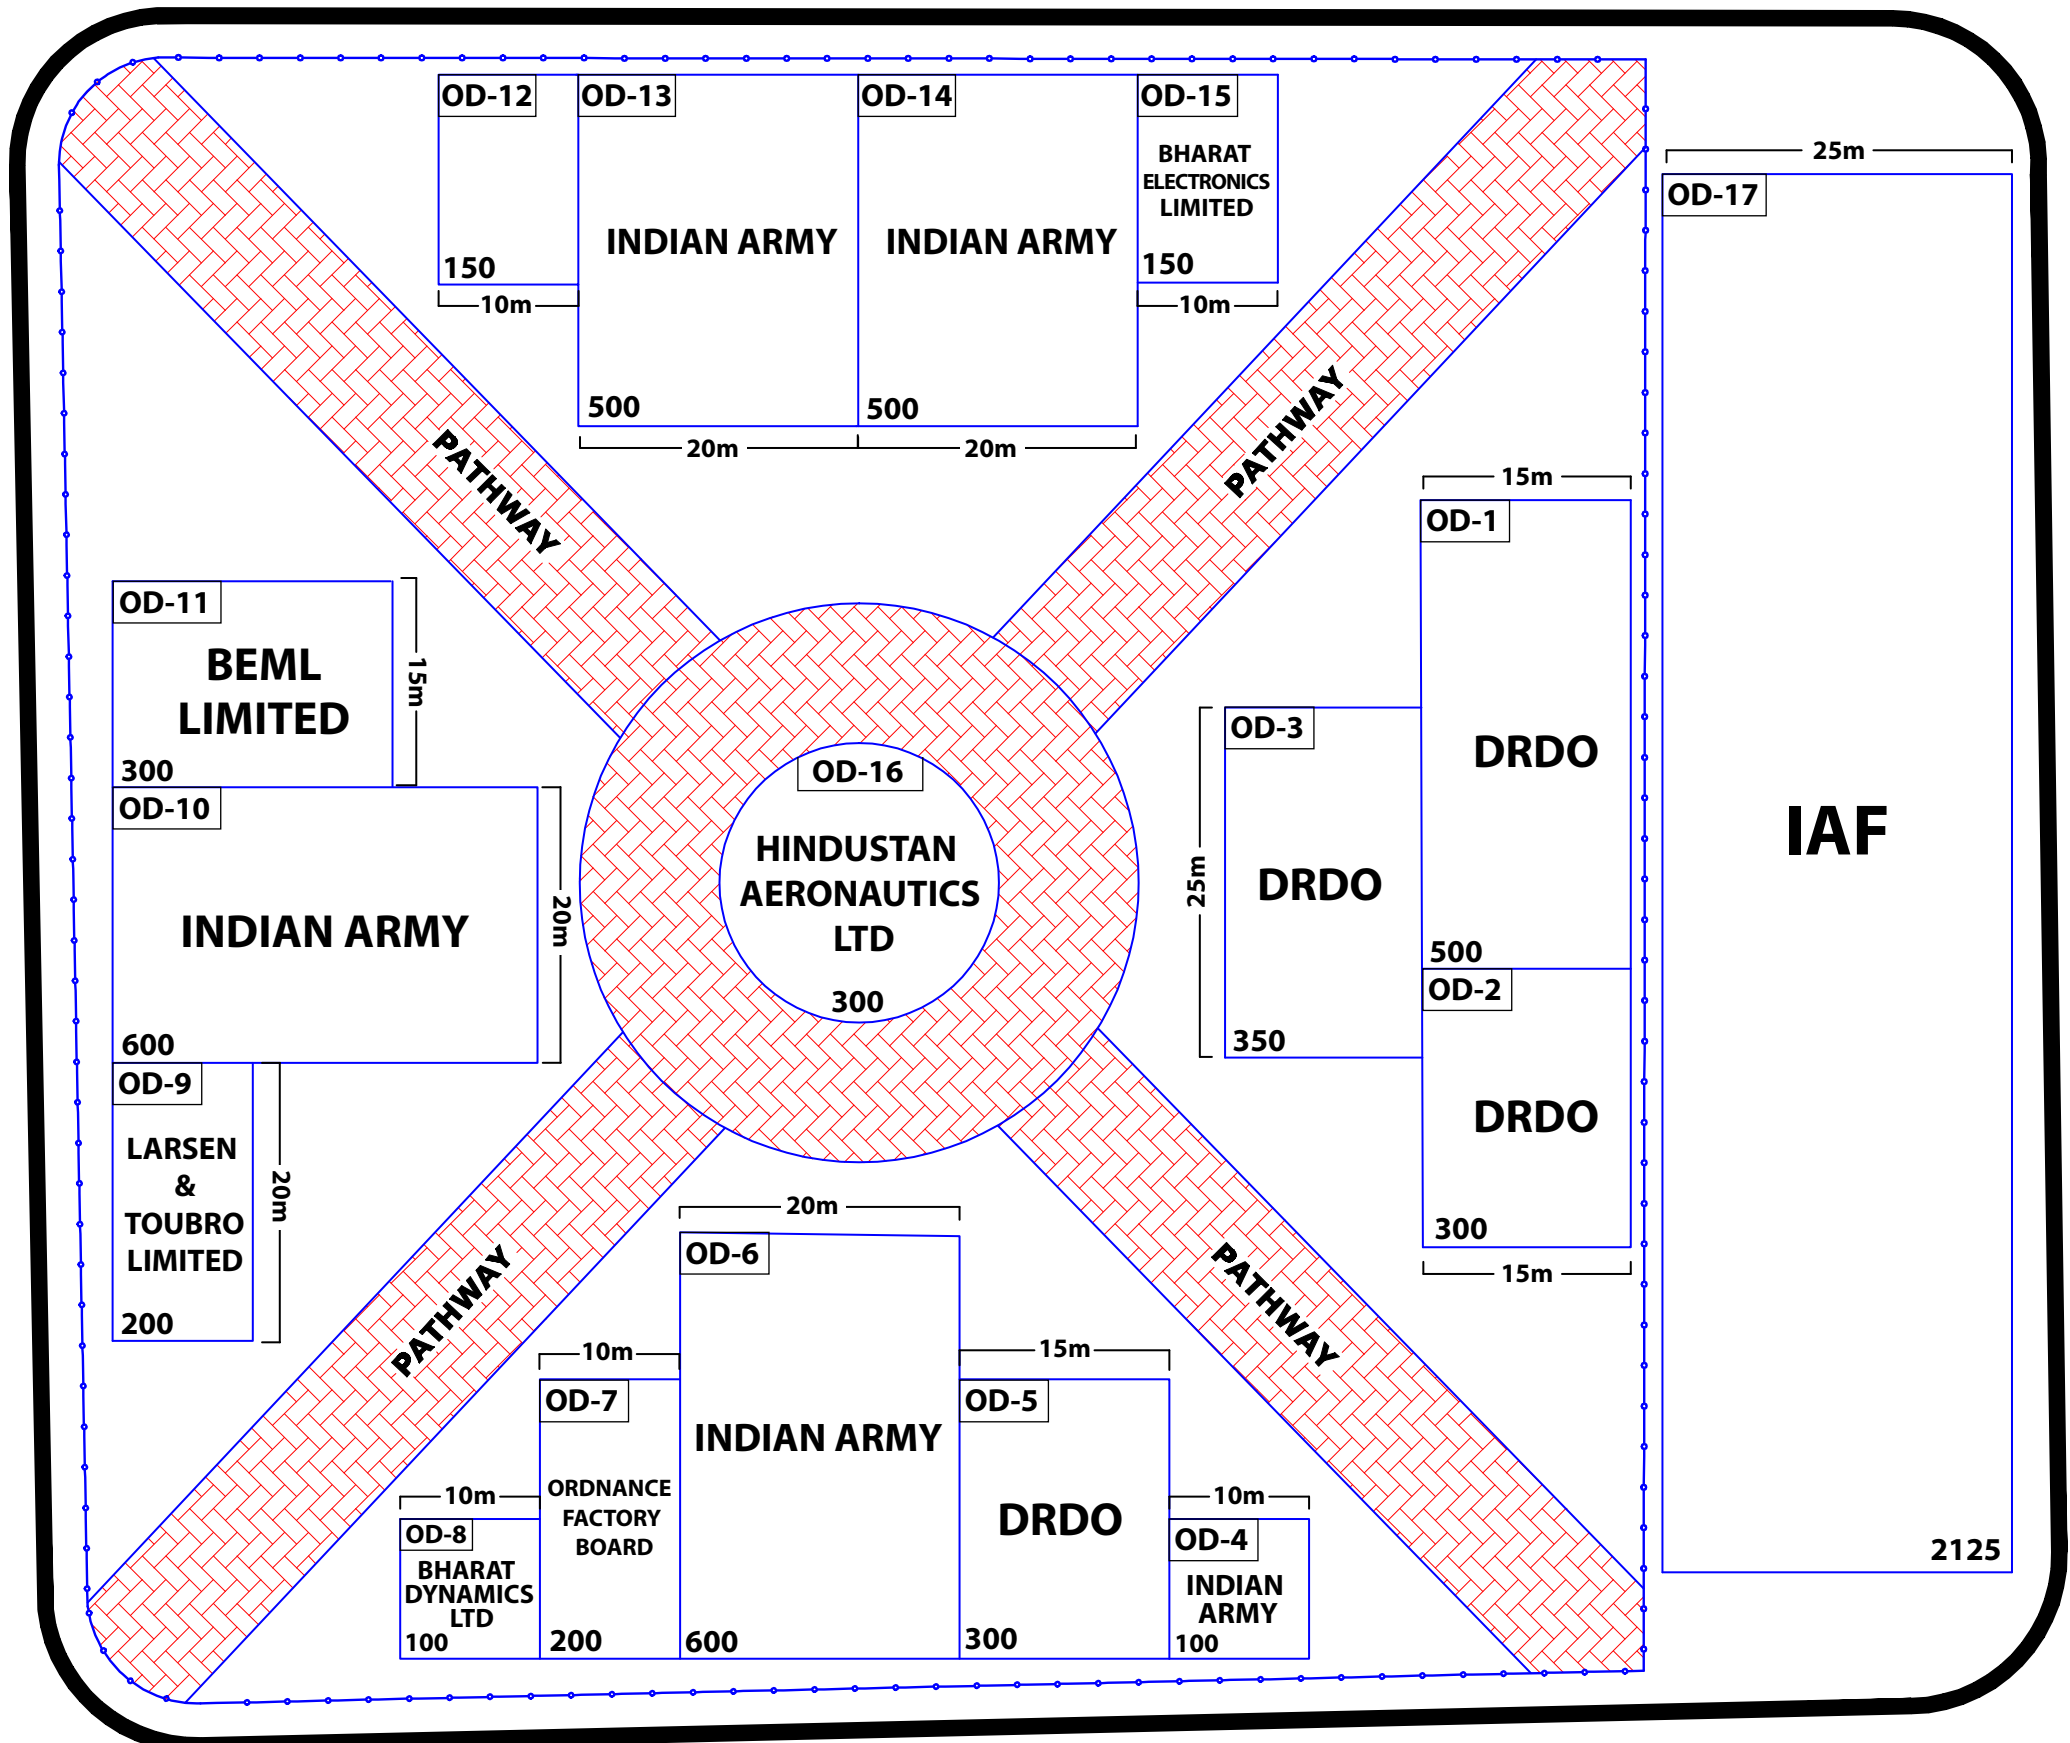 OD-12
150
10m
OD-13
INDIAN ARMY
500
20m
OD-14
INDIAN ARMY
500
20m
OD-15
BHARAT
ELECTRONICS
LIMITED
150
10m
25m
OD-17
IAF
2125
PATHWAY
PATHWAY
15m
OD-1
DRDO
500
OD-2
DRDO
300
15m
OD-3
25m
DRDO
350
OD-11
BEML
LIMITED
300
15m
OD-10
INDIAN ARMY
600
20m
OD-9
LARSEN
&
TOUBRO
LIMITED
200
20m
OD-16
HINDUSTAN
AERONAUTICS
LTD
300
PATHWAY
PATHWAY
20m
OD-6
INDIAN ARMY
600
10m
OD-7
ORDNANCE
FACTORY
BOARD
200
10m
OD-8
BHARAT
DYNAMICS
LTD
100
15m
OD-5
DRDO
300
10m
OD-4
INDIAN
ARMY
100